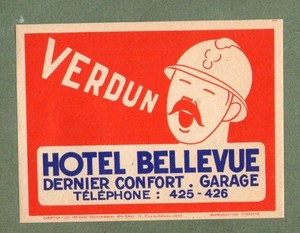 VERDUN
HOTEL BELLEVUE
DERNIER CONFORT . GARAGE
TÉLÉPHONE : 425 - 426